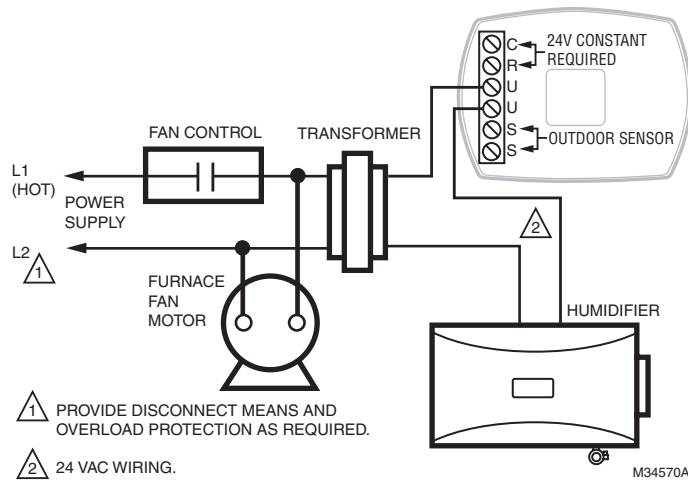 C
R
U
U
S
S
24V CONSTANT
REQUIRED
OUTDOOR SENSOR
FAN CONTROL
TRANSFORMER
L1
(HOT)
POWER
SUPPLY
L2
1
2
FURNACE
FAN
MOTOR
HUMIDIFIER
1 PROVIDE DISCONNECT MEANS AND
OVERLOAD PROTECTION AS REQUIRED.
2 24 VAC WIRING.
M34570A